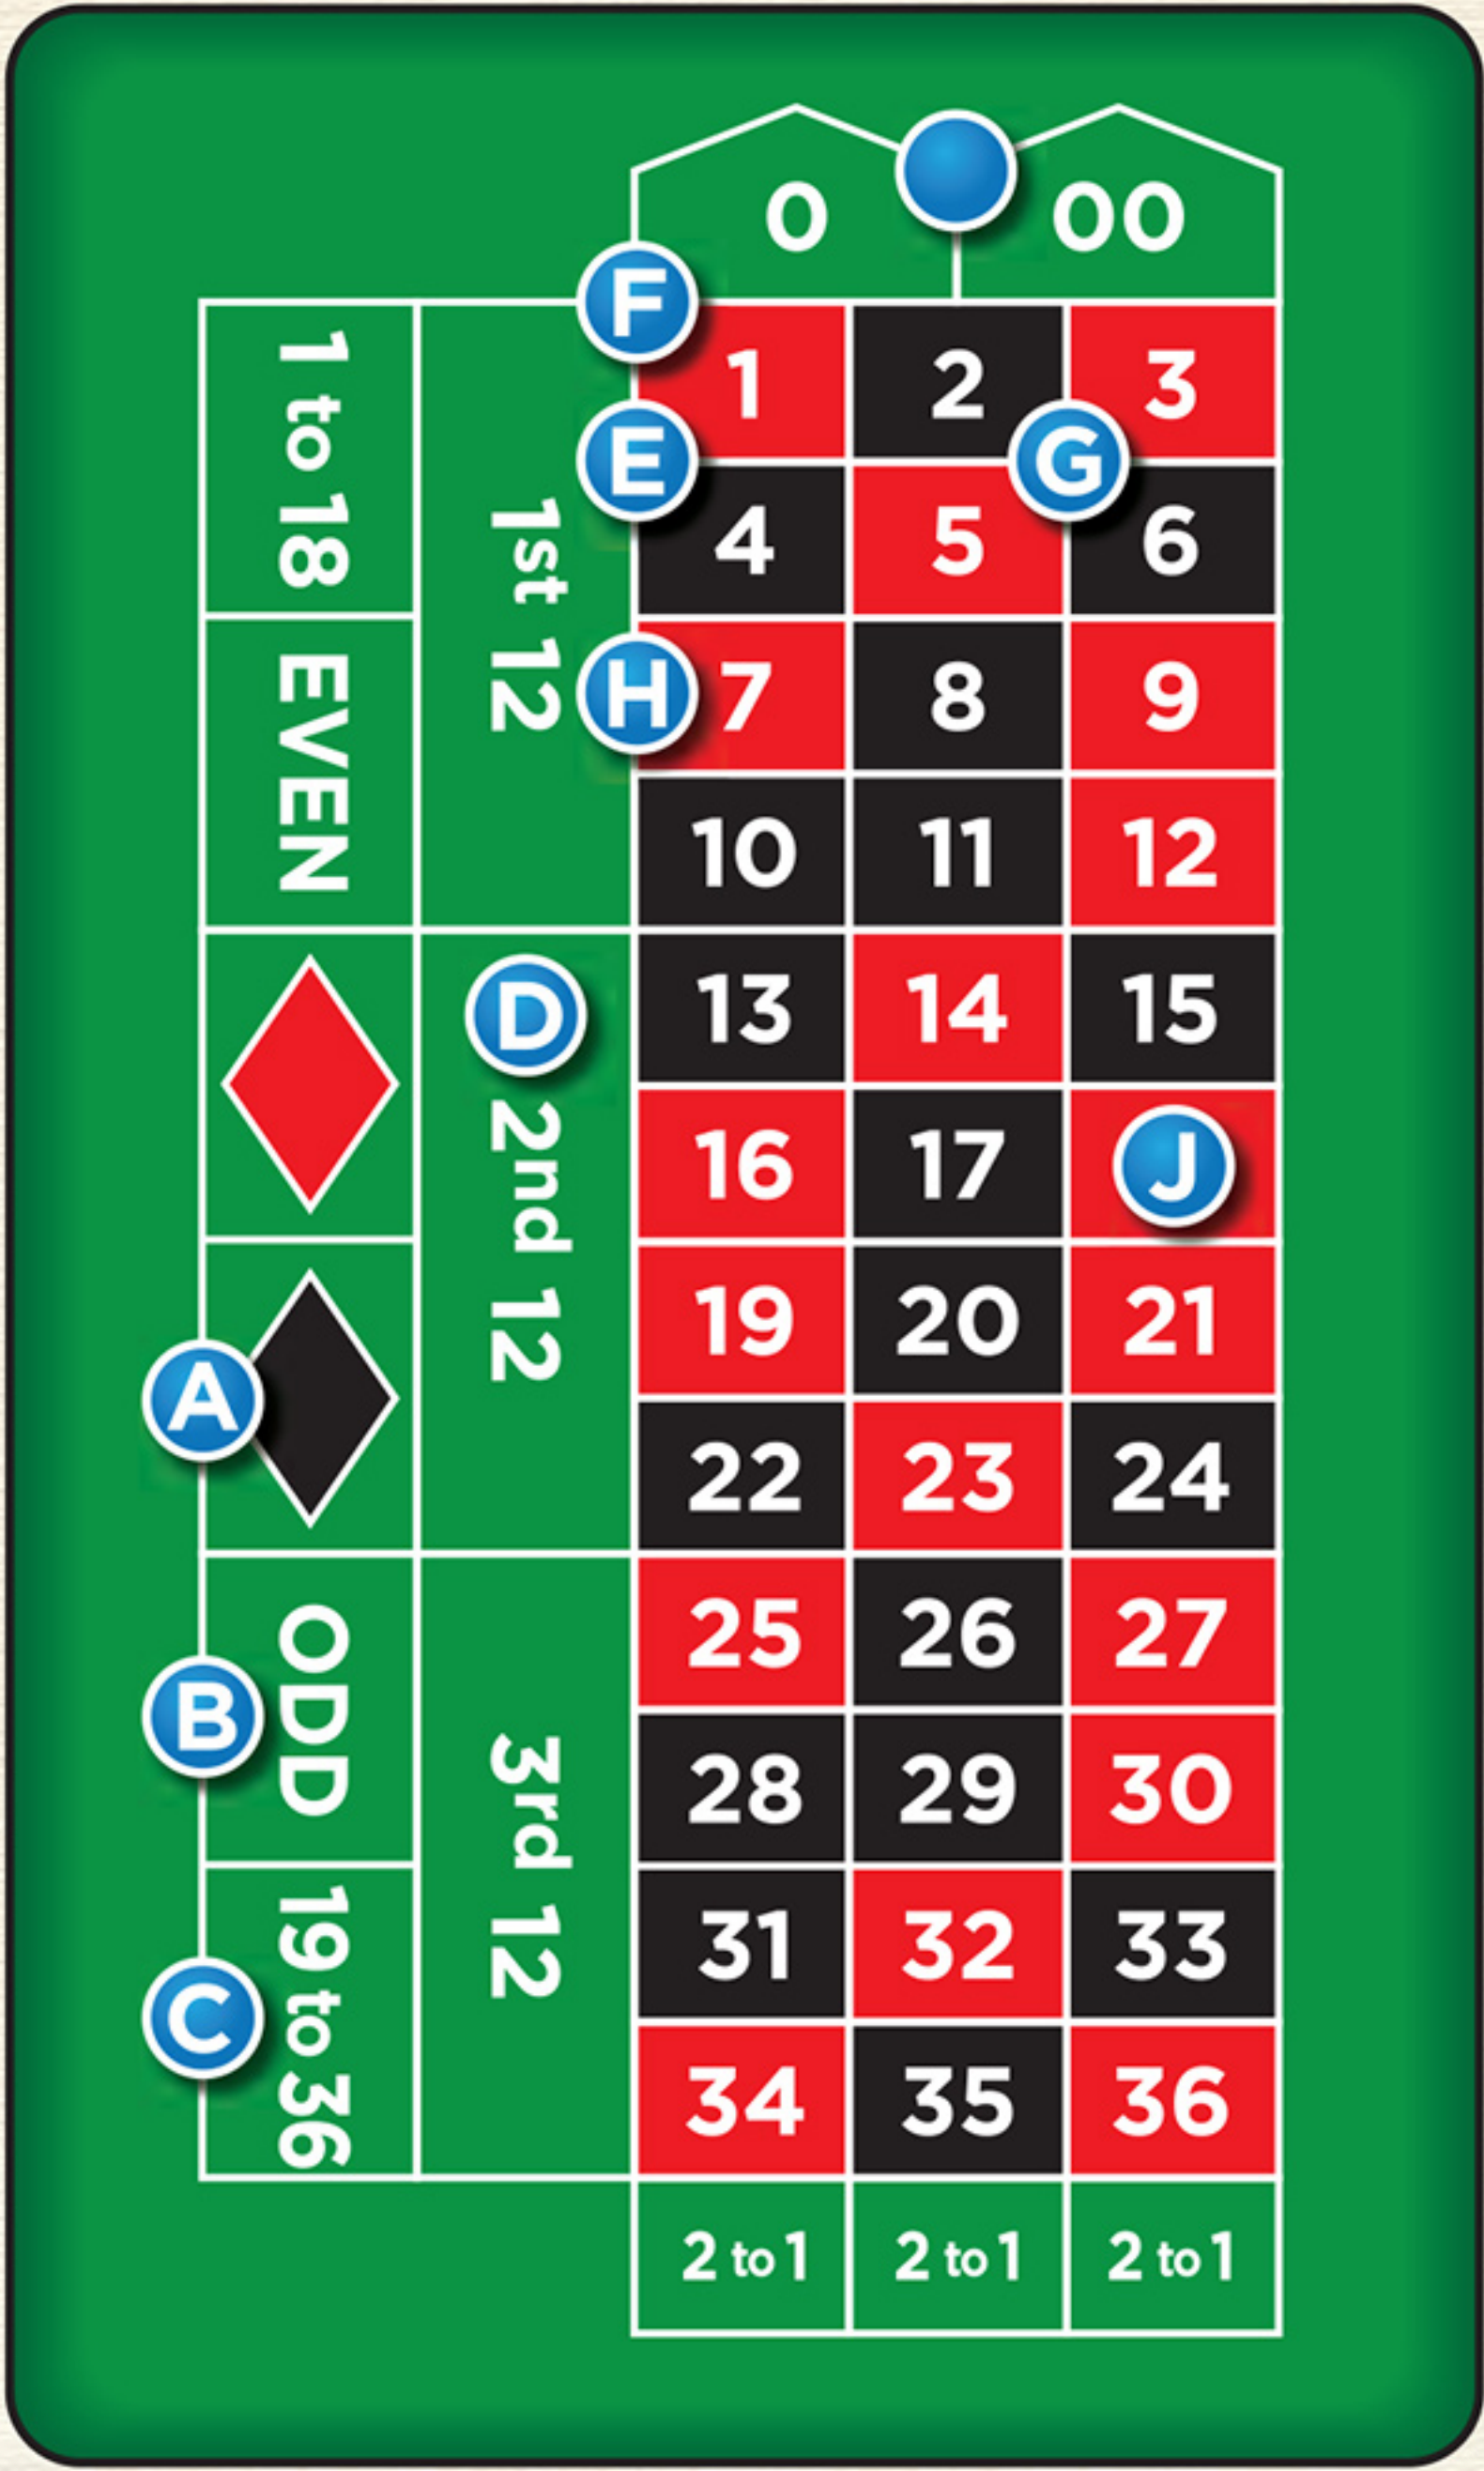 0 00
F
1 2 3
E G
4 5 6
H 7 8 9
10 11 12
13 14 15
16 17 J
19 20 21
22 23 24
25 26 27
28 29 30
31 32 33
34 35 36
2 to 1 2 to 1 2 to 1
1st 12
D 2nd 12
3rd 12
1 to 18
EVEN
A
B ODD
C 19 to 36